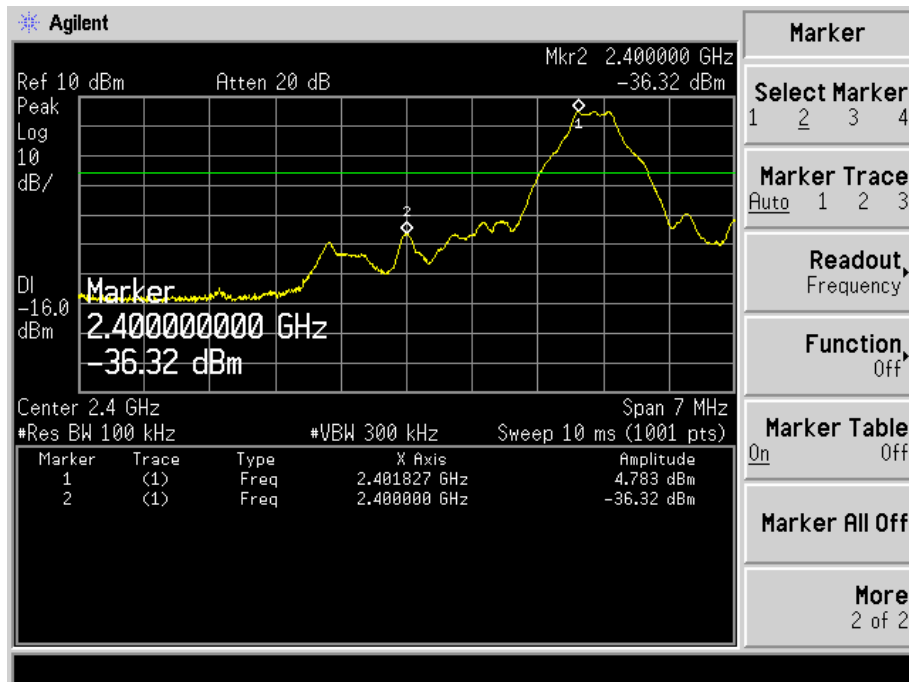 Agilent
Marker
Mkr2 2.400000 GHz
Ref 10 dBm Atten 20 dB -36.32 dBm
Peak
Log
10
dB/
1
2
DI
-16.0
dBm
Marker
2.400000000 GHz
-36.32 dBm
Center 2.4 GHz Span 7 MHz
#Res BW 100 kHz #VBW 300 kHz Sweep 10 ms (1001 pts)
Marker Trace Type X Axis Amplitude
1 (1) Freq 2.401827 GHz 4.783 dBm
2 (1) Freq 2.400000 GHz -36.32 dBm
Select Marker
1 2 3 4
Marker Trace
Auto 1 2 3
Readout
Frequency
Function
Off
Marker Table
On Off
Marker All Off
More
2 of 2